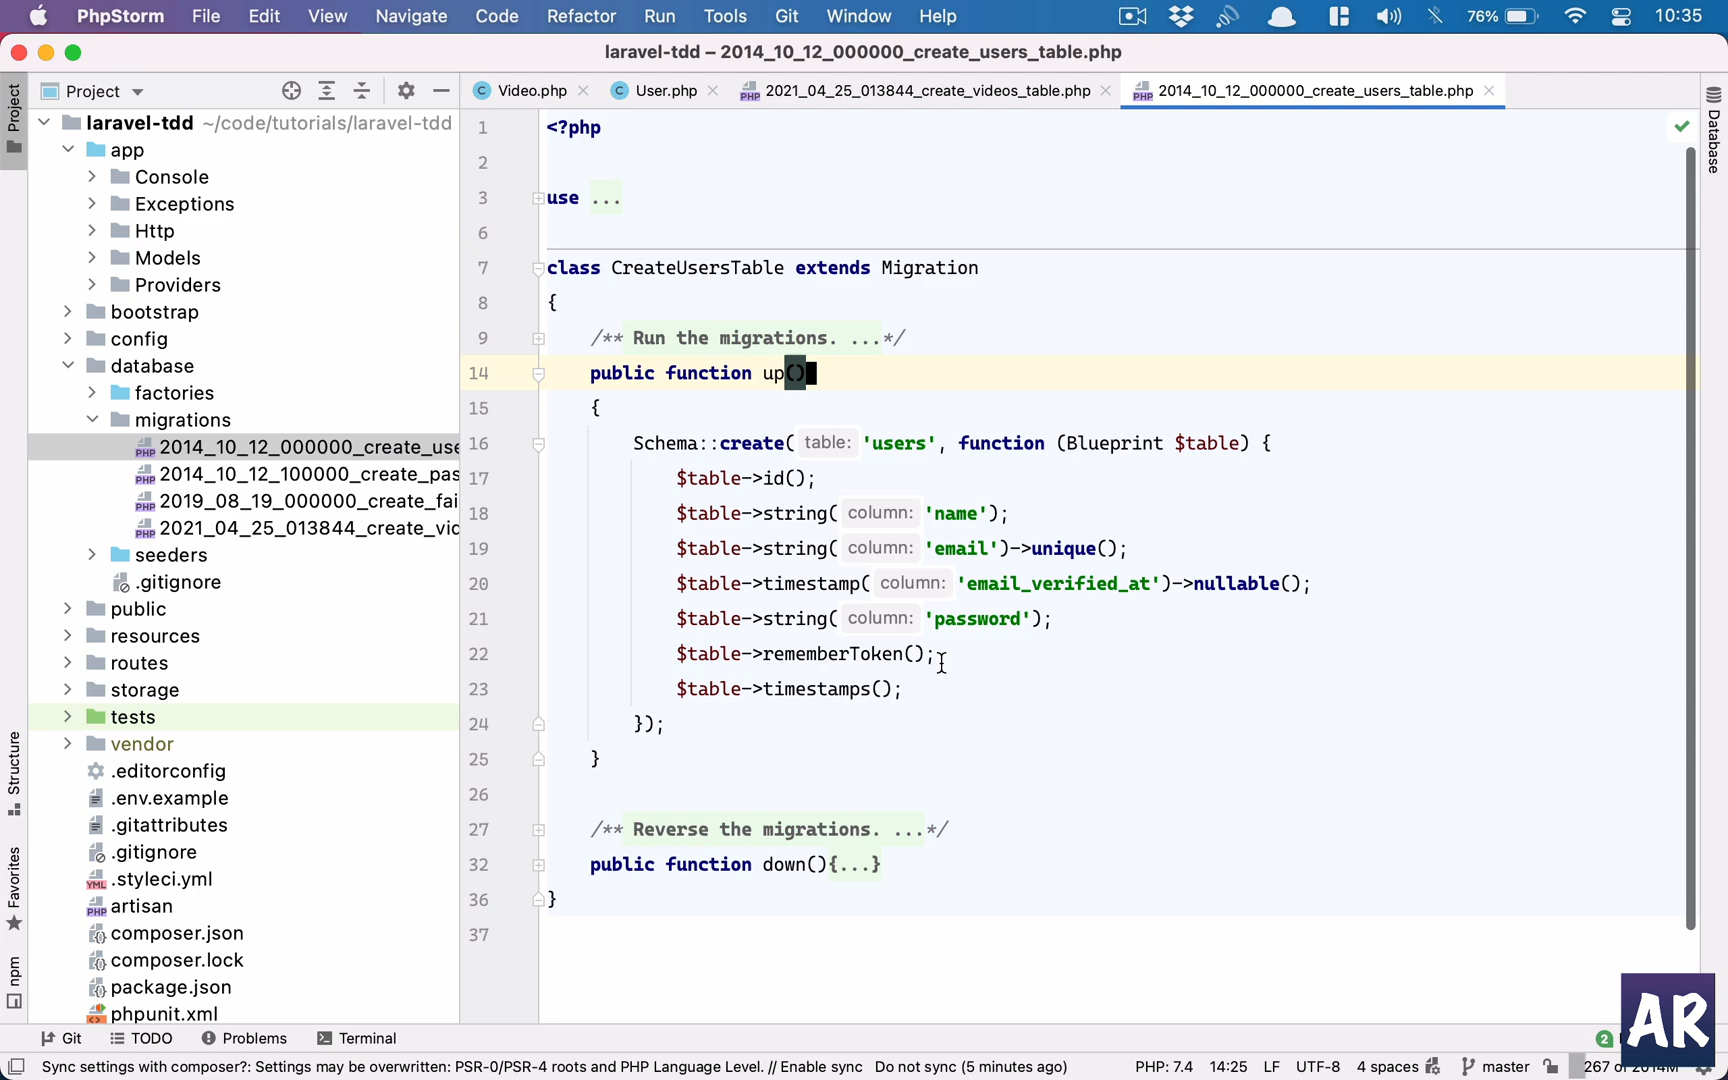 PhpStorm File Edit View Navigate Code Refactor Run Tools Git Window Help 76% 10:35
laravel-tdd – 2014_10_12_000000_create_users_table.php
Project
Video.php User.php 2021_04_25_013844_create_videos_table.php 2014_10_12_000000_create_users_table.php
Project
Structure
Favorites
npm
Database
laravel-tdd ~/code/tutorials/laravel-tdd
app
Console
Exceptions
Http
Models
Providers
bootstrap
config
database
factories
migrations
2014_10_12_000000_create_use
2014_10_12_100000_create_pas
2019_08_19_000000_create_fai
2021_04_25_013844_create_vid
seeders
.gitignore
public
resources
routes
storage
tests
vendor
.editorconfig
.env.example
.gitattributes
.gitignore
.styleci.yml
artisan
composer.json
composer.lock
package.json
phpunit.xml
1 <?php
2
3 use ...
6
7 class CreateUsersTable extends Migration
8 {
9 /** Run the migrations. ...*/
14 public function up()
15 {
16 Schema::create( table: 'users', function (Blueprint $table) {
17 $table->id();
18 $table->string( column: 'name');
19 $table->string( column: 'email')->unique();
20 $table->timestamp( column: 'email_verified_at')->nullable();
21 $table->string( column: 'password');
22 $table->rememberToken();
23 $table->timestamps();
24 });
25 }
26
27 /** Reverse the migrations. ...*/
32 public function down(){...}
36 }
37
AR
Git TODO Problems Terminal 2
Sync settings with composer?: Settings may be overwritten: PSR-0/PSR-4 roots and PHP Language Level. // Enable sync Do not sync (5 minutes ago) PHP: 7.4 14:25 LF UTF-8 4 spaces master 267 of 2014M